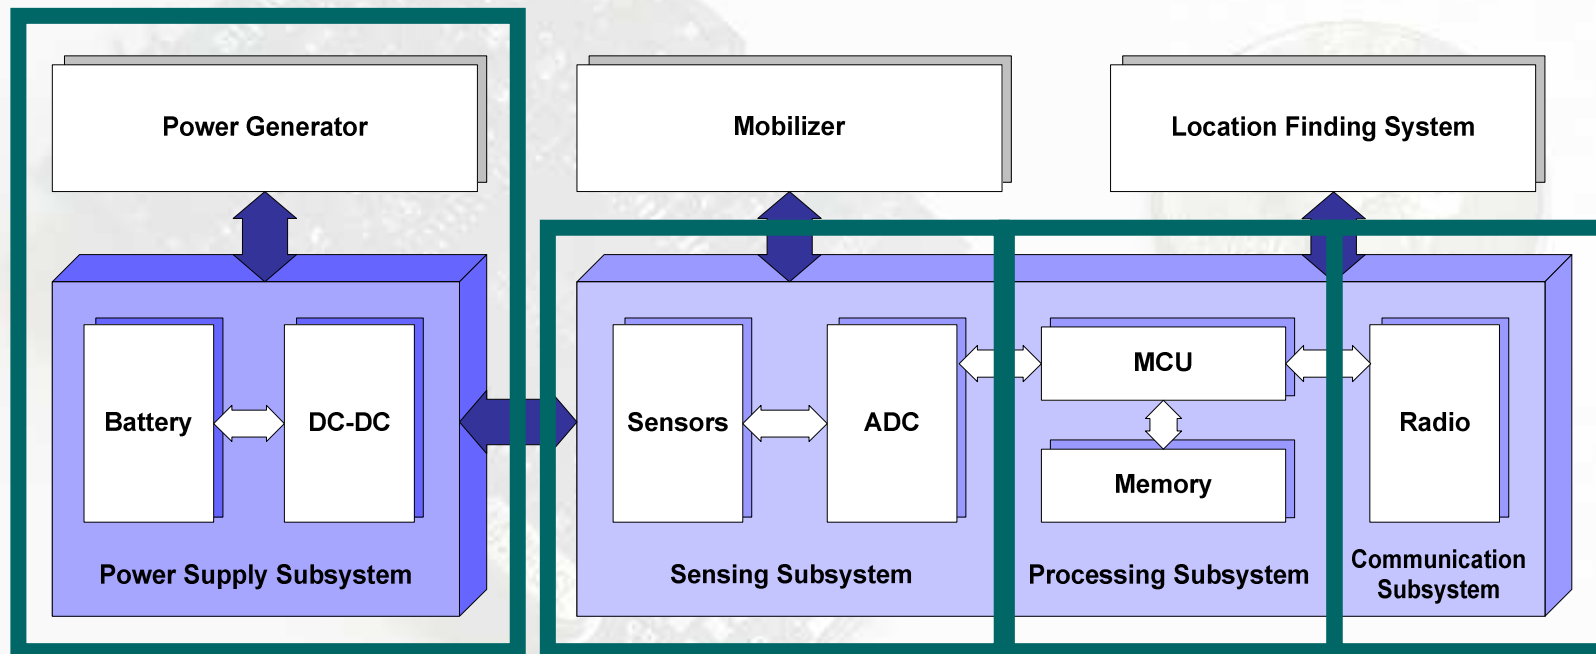 Power Generator
Mobilizer
Location Finding System
Battery
DC-DC
Sensors
ADC
MCU
Memory
Radio
Power Supply Subsystem
Sensing Subsystem
Processing Subsystem
Communication
Subsystem